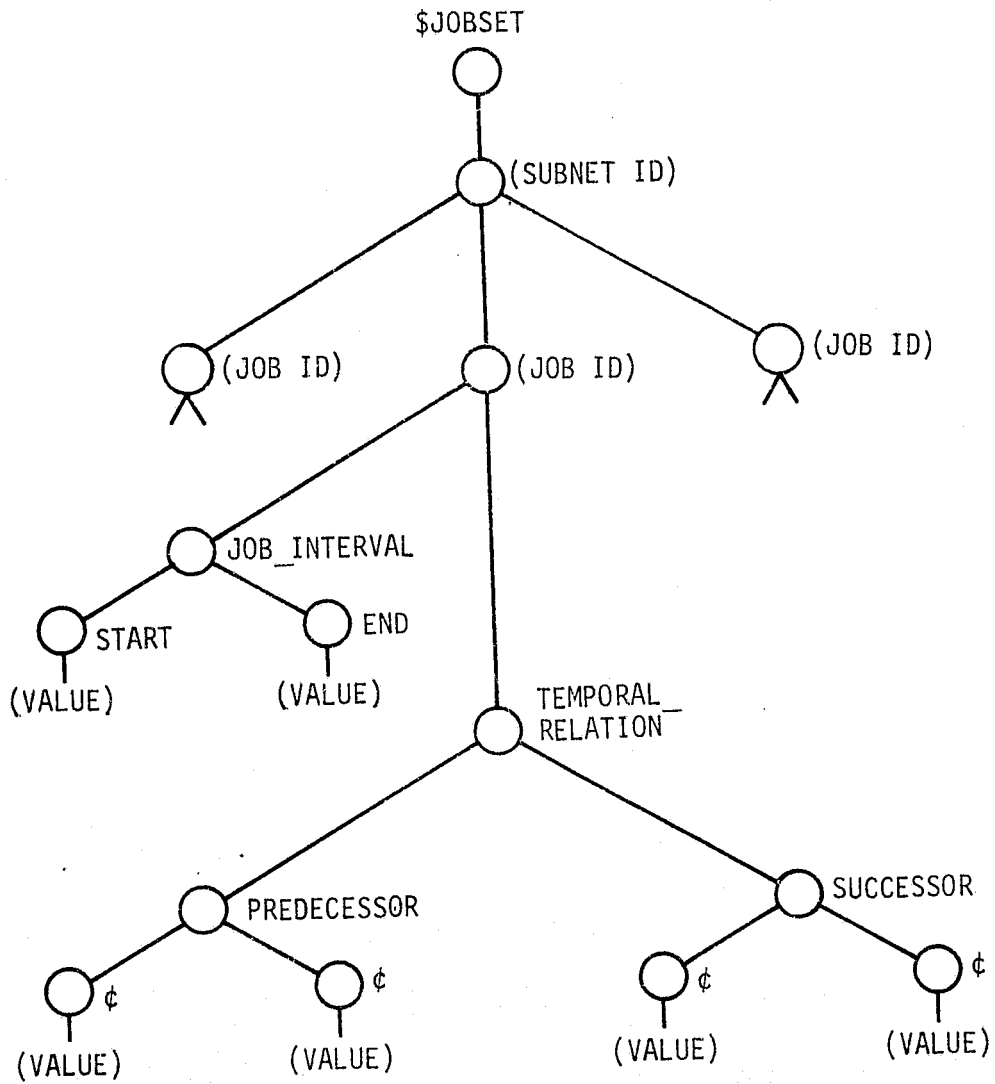 $JOBSET
(SUBNET ID)
(JOB ID)
(JOB ID)
(JOB ID)
JOB_INTERVAL
START
END
(VALUE)
(VALUE)
TEMPORAL_
RELATION
PREDECESSOR
SUCCESSOR
¢
¢
¢
¢
(VALUE)
(VALUE)
(VALUE)
(VALUE)